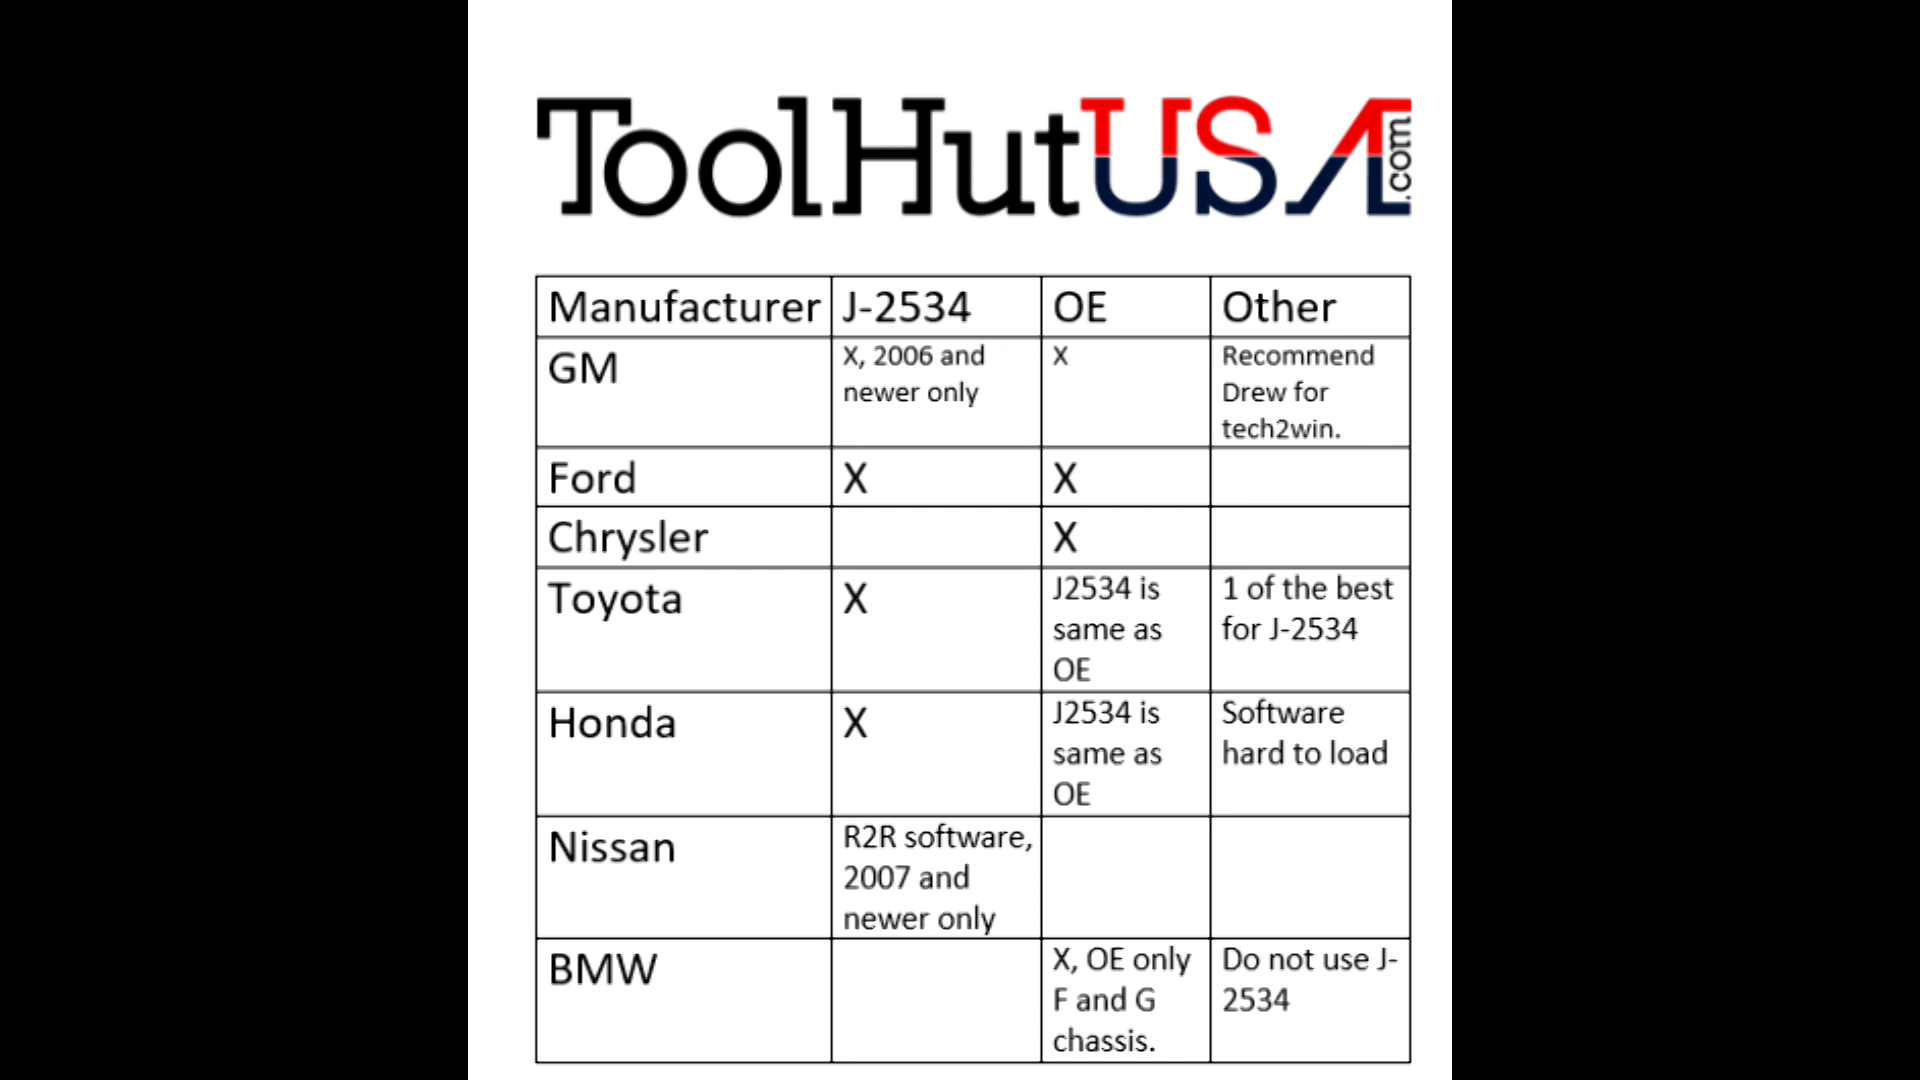 ToolHutUSA.com
Manufacturer J-2534 OE Other
GM X, 2006 and X Recommend
newer only Drew for
tech2win.
Ford X X
Chrysler X
Toyota X J2534 is 1 of the best
same as for J-2534
OE
Honda X J2534 is Software
same as hard to load
OE
Nissan R2R software,
2007 and
newer only
BMW X, OE only Do not use J-
F and G 2534
chassis.